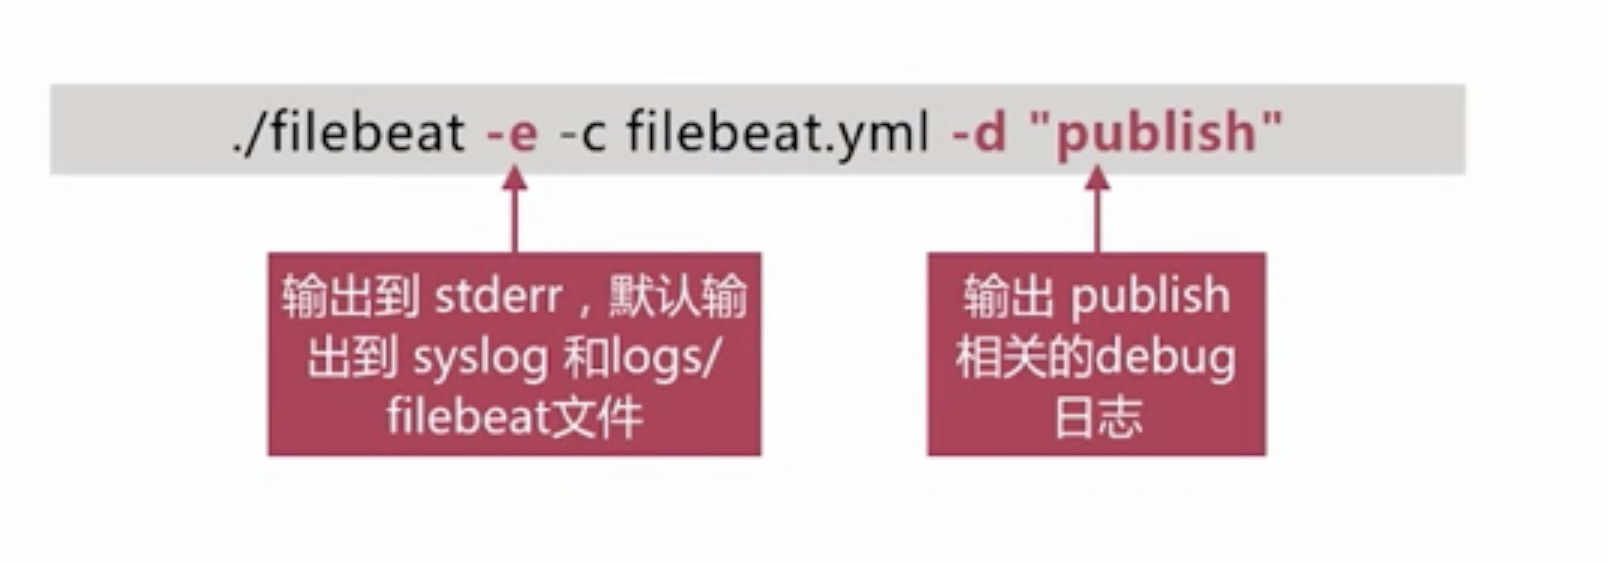 ./filebeat -e -c filebeat.yml -d "publish"
输出到 stderr，默认输
出到 syslog 和logs/
filebeat文件
输出 publish
相关的debug
日志